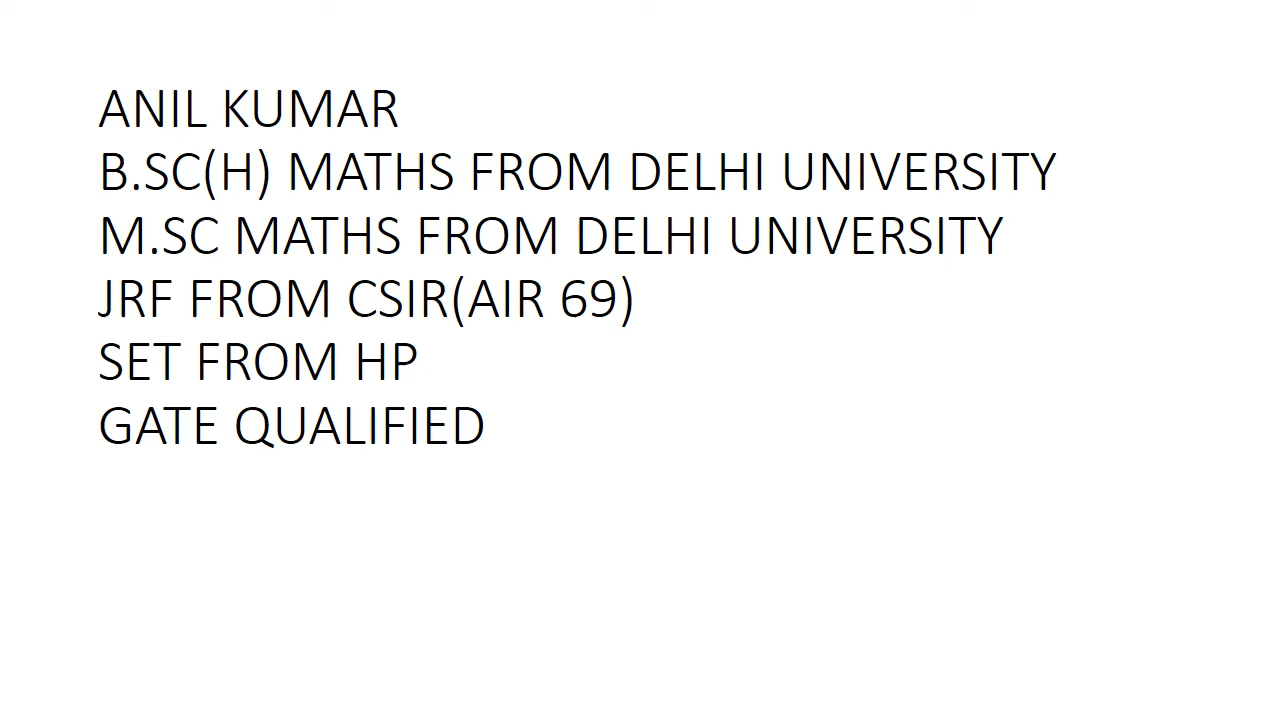 ANIL KUMAR
B.SC(H) MATHS FROM DELHI UNIVERSITY
M.SC MATHS FROM DELHI UNIVERSITY
JRF FROM CSIR(AIR 69)
SET FROM HP
GATE QUALIFIED